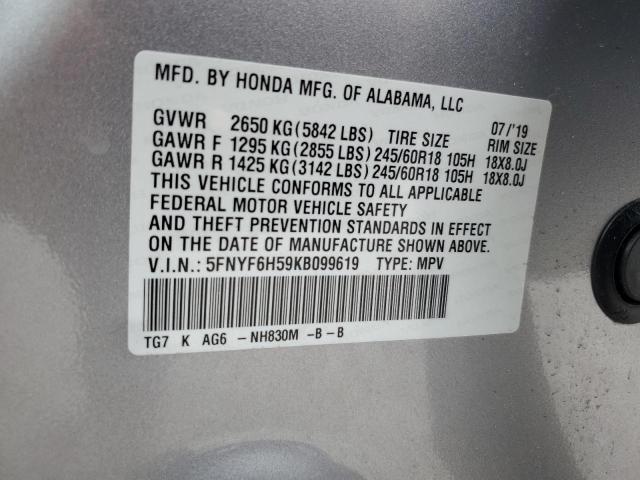 MFD. BY HONDA MFG. OF ALABAMA, LLC
GVWR 2650 KG(5842 LBS) TIRE SIZE 07/'19 RIM SIZE
GAWR F 1295 KG(2855 LBS) 245/60R18 105H 18X8.0J
GAWR R 1425 KG(3142 LBS) 245/60R18 105H 18X8.0J
THIS VEHICLE CONFORMS TO ALL APPLICABLE
FEDERAL MOTOR VEHICLE SAFETY
AND THEFT PREVENTION STANDARDS IN EFFECT
ON THE DATE OF MANUFACTURE SHOWN ABOVE.
V.I.N.: 5FNYF6H59KB099619 TYPE: MPV
TG7 K AG6 - NH830M -B-B